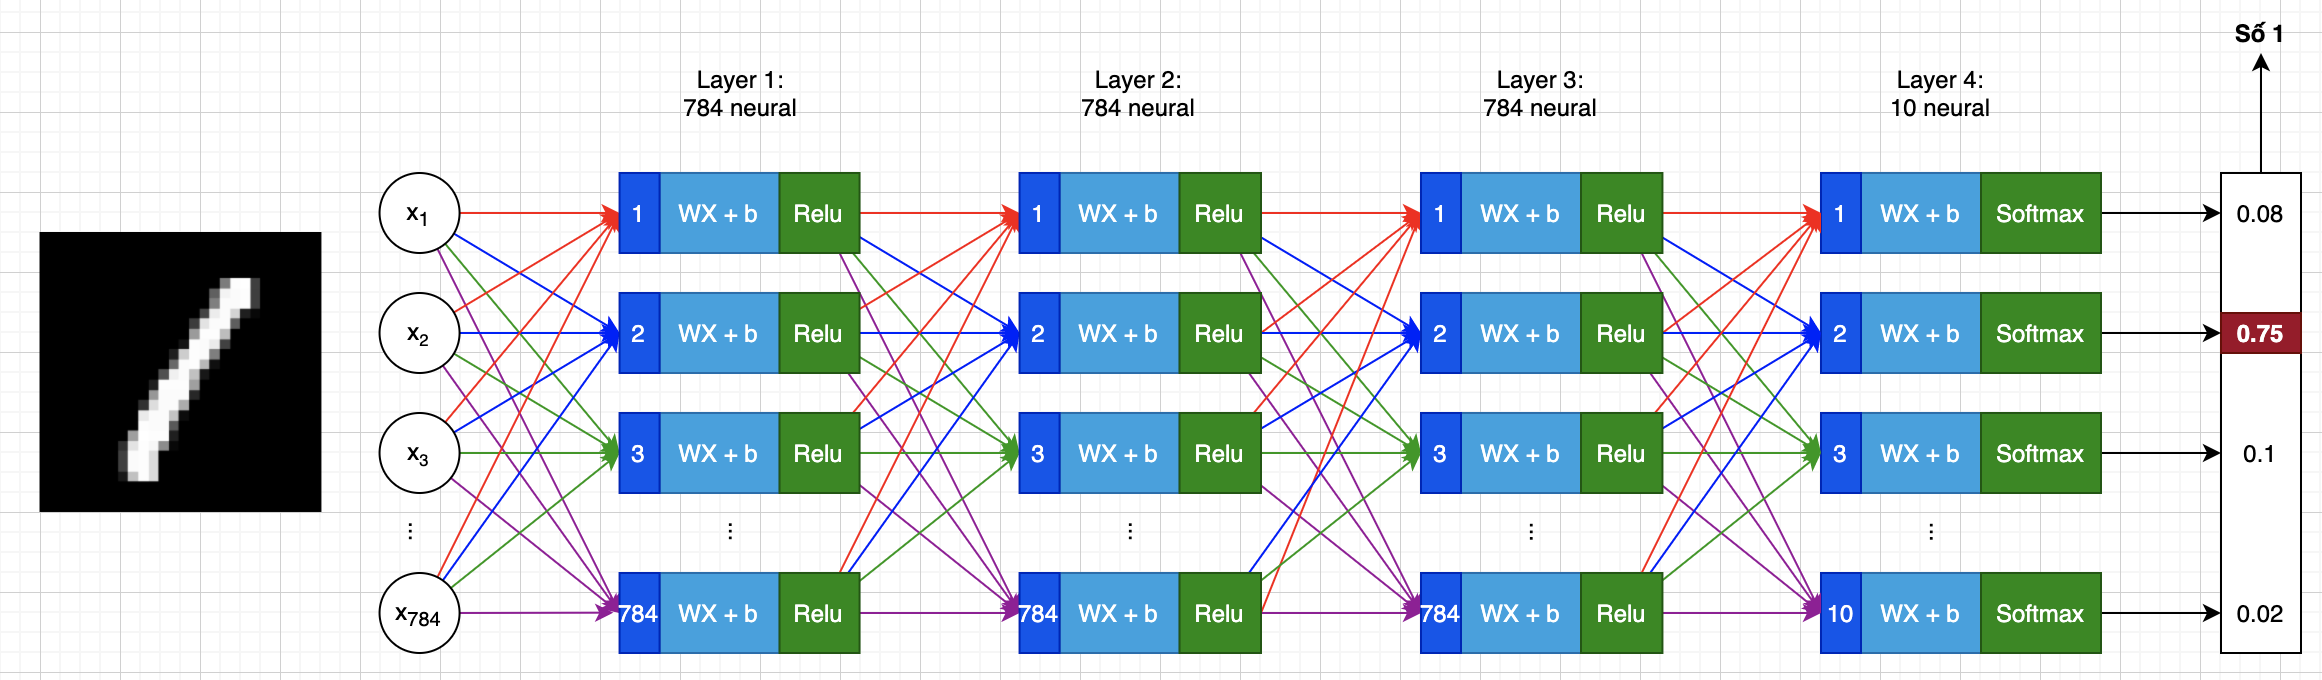 Số 1
Layer 1:
784 neural
Layer 2:
784 neural
Layer 3:
784 neural
Layer 4:
10 neural
x1 1 WX + b Relu 1 WX + b Relu 1 WX + b Relu 1 WX + b Softmax 0.08
x2 2 WX + b Relu 2 WX + b Relu 2 WX + b Relu 2 WX + b Softmax 0.75
x3 3 WX + b Relu 3 WX + b Relu 3 WX + b Relu 3 WX + b Softmax 0.1
... ... ... ... ...
x784 784 WX + b Relu 784 WX + b Relu 784 WX + b Relu 10 WX + b Softmax 0.02